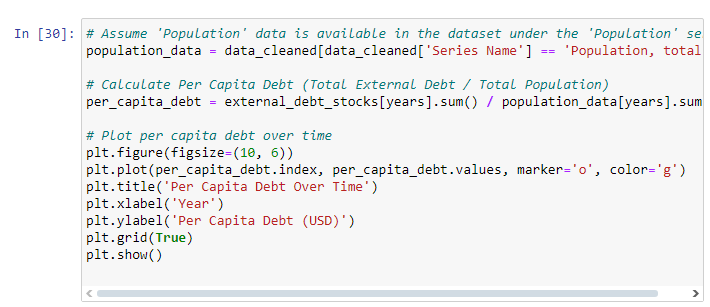 In [30]: # Assume 'Population' data is available in the dataset under the 'Population'
population_data = data_cleaned[data_cleaned['Series Name'] == 'Population, total
# Calculate Per Capita Debt (Total External Debt / Total Population)
per_capita_debt = external_debt_stocks[years].sum() / population_data[years].sum
# Plot per capita debt over time
plt.figure(figsize=(10, 6))
plt.plot(per_capita_debt.index, per_capita_debt.values, marker='o', color='g')
plt.title('Per Capita Debt Over Time')
plt.xlabel('Year')
plt.ylabel('Per Capita Debt (USD)')
plt.grid(True)
plt.show()